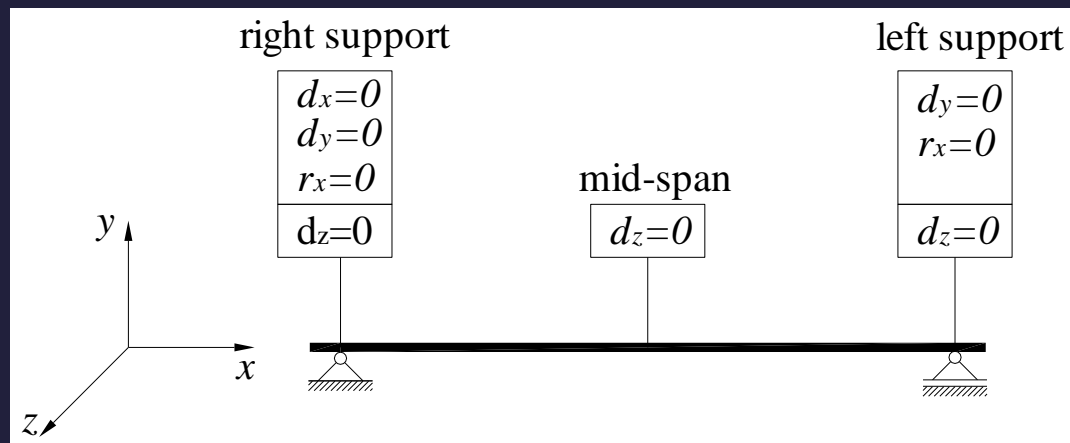 right support
dx=0
dy=0
rx=0
dz=0
mid-span
dz=0
left support
dy=0
rx=0
dz=0
y
x
z